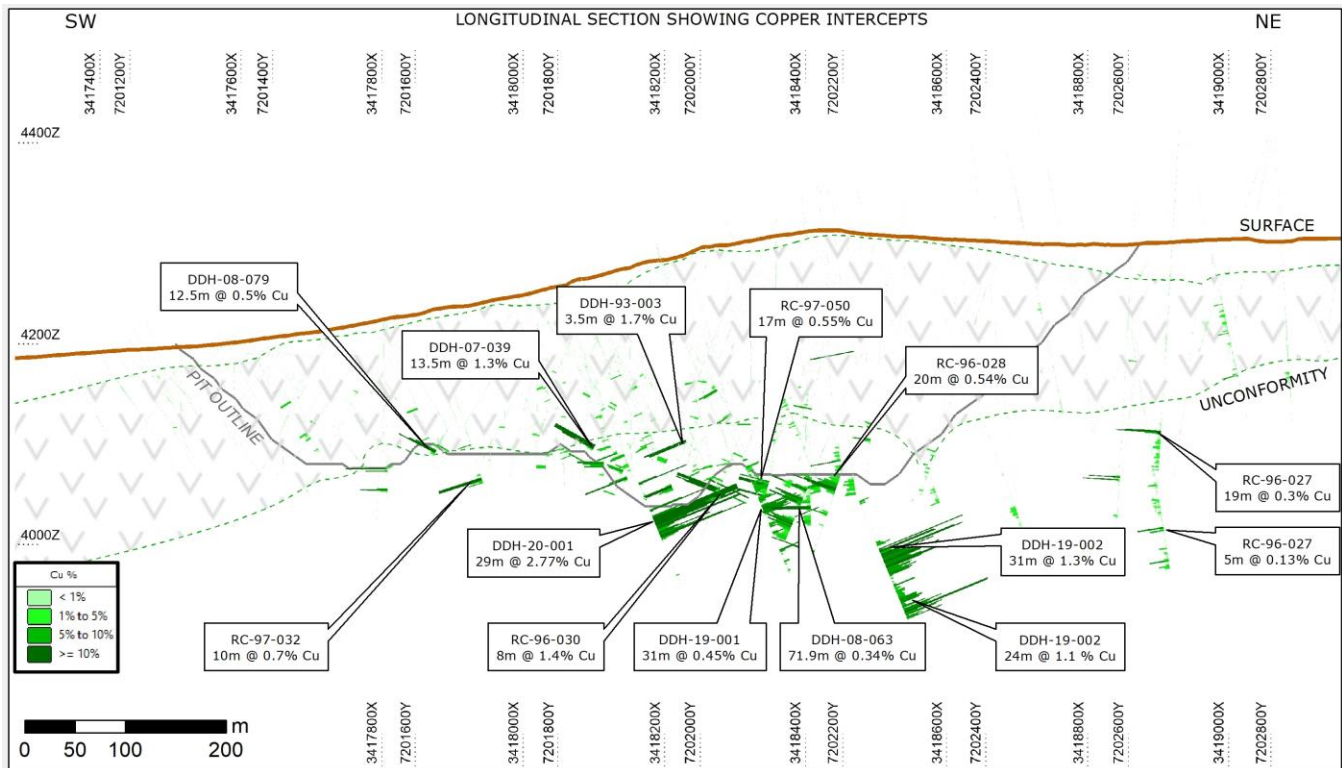 SW
LONGITUDINAL SECTION SHOWING COPPER INTERCEPTS
NE
3417400X
7201200Y
3417600X
7201400Y
3417800X
7201600Y
3418000X
7201800Y
3418200X
7202000Y
3418400X
7202200Y
3418600X
7202400Y
3418800X
7202600Y
3419000X
7202800Y
4400Z
SURFACE
DDH-08-079
12.5m @ 0.5% Cu
DDH-93-003
3.5m @ 1.7% Cu
RC-97-050
17m @ 0.55% Cu
4200Z
DDH-07-039
13.5m @ 1.3% Cu
RC-96-028
20m @ 0.54% Cu
PIT OUTLINE
UNCONFORMITY
RC-96-027
19m @ 0.3% Cu
4000Z
DDH-20-001
29m @ 2.77% Cu
DDH-19-002
31m @ 1.3% Cu
RC-96-027
5m @ 0.13% Cu
Cu %
< 1%
1% to 5%
5% to 10%
>= 10%
RC-97-032
10m @ 0.7% Cu
RC-96-030
8m @ 1.4% Cu
DDH-19-001
31m @ 0.45% Cu
DDH-08-063
71.9m @ 0.34% Cu
DDH-19-002
24m @ 1.1 % Cu
m
0 50 100 200
3417800X
7201600Y
3418000X
7201800Y
3418200X
7202000Y
3418400X
7202200Y
3418600X
7202400Y
3418800X
7202600Y
3419000X
7202800Y